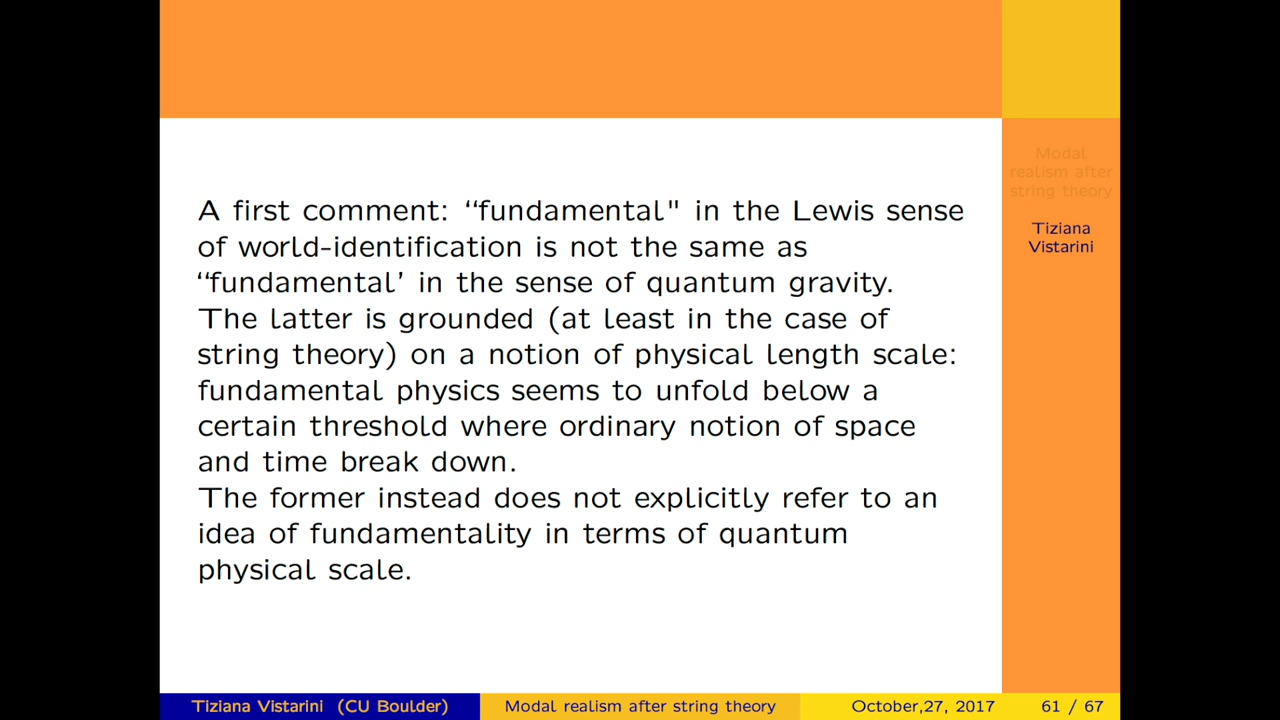 A first comment: “fundamental" in the Lewis sense
of world-identification is not the same as
“fundamental’ in the sense of quantum gravity.
The latter is grounded (at least in the case of
string theory) on a notion of physical length scale:
fundamental physics seems to unfold below a
certain threshold where ordinary notion of space
and time break down.
The former instead does not explicitly refer to an
idea of fundamentality in terms of quantum
physical scale.
Modal
realism after
string theory
Tiziana
Vistarini
Tiziana Vistarini (CU Boulder)
Modal realism after string theory
October,27, 2017
61 / 67